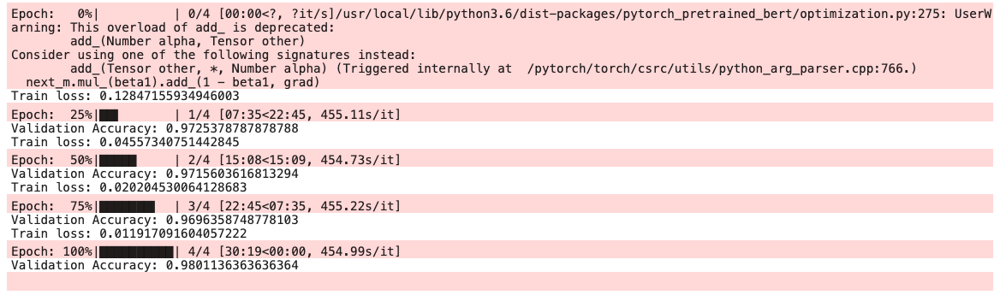 Epoch:   0%|          | 0/4 [00:00<?, ?it/s]/usr/local/lib/python3.6/dist-packages/pytorch_pretrained_bert/optimization.py:275: UserW
arning: This overload of add_ is deprecated:
        add_(Number alpha, Tensor other)
Consider using one of the following signatures instead:
        add_(Tensor other, *, Number alpha) (Triggered internally at  /pytorch/torch/csrc/utils/python_arg_parser.cpp:766.)
  next_m.mul_(beta1).add_(1 - beta1, grad)
Train loss: 0.12847155934946003
Epoch:  25%|██▌       | 1/4 [07:35<22:45, 455.11s/it]
Validation Accuracy: 0.9725378787878788
Train loss: 0.04557340751442845
Epoch:  50%|█████     | 2/4 [15:08<15:09, 454.73s/it]
Validation Accuracy: 0.9715603616813294
Train loss: 0.020204530064128683
Epoch:  75%|███████▌  | 3/4 [22:45<07:35, 455.22s/it]
Validation Accuracy: 0.9696358748778103
Train loss: 0.011917091604057222
Epoch: 100%|██████████| 4/4 [30:19<00:00, 454.99s/it]
Validation Accuracy: 0.9801136363636364